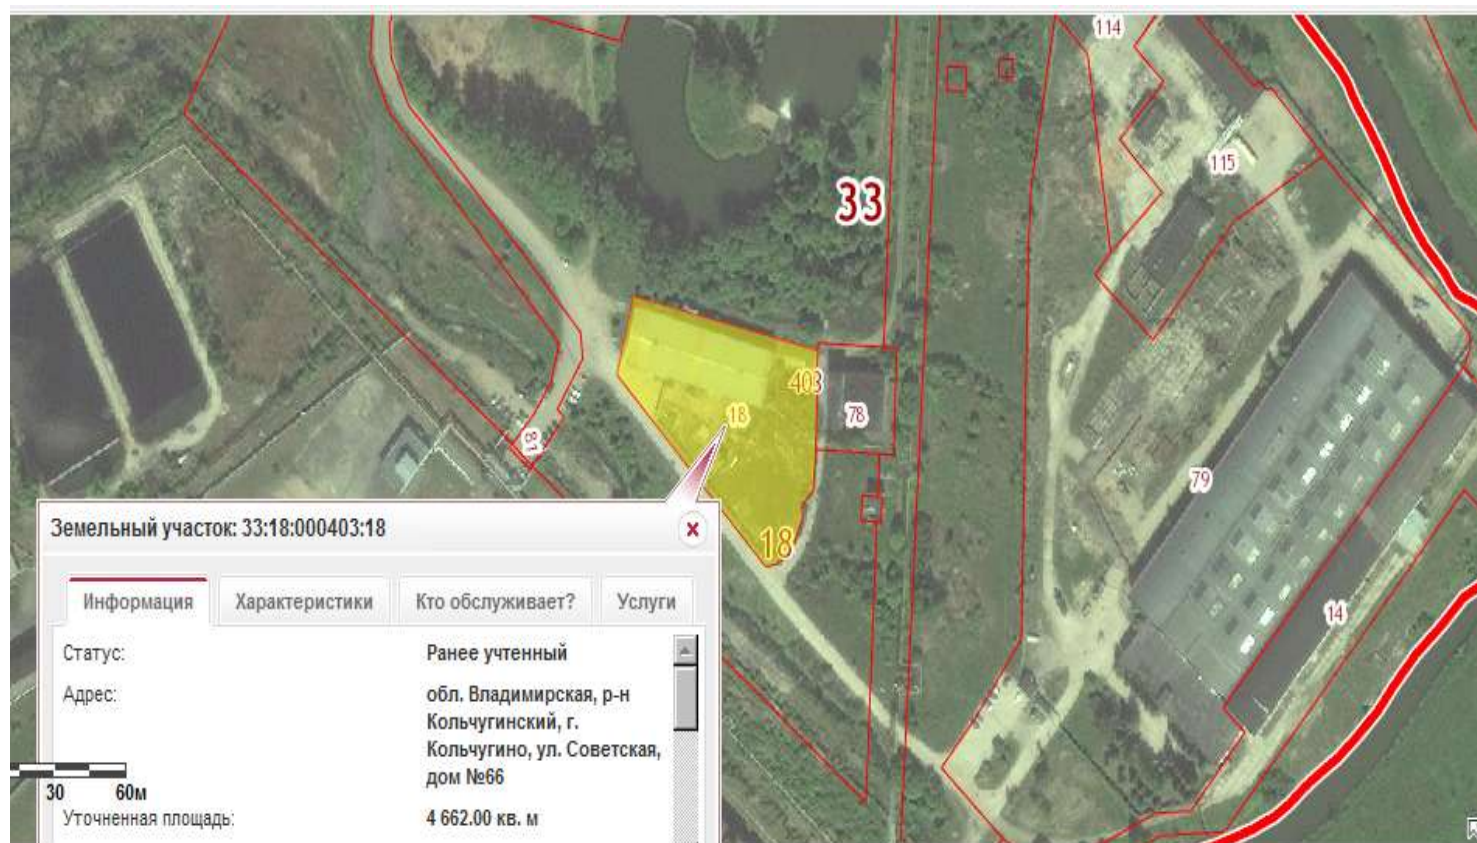 114
115
33
403
18
78
81
79
18
14
Земельный участок: 33:18:000403:18
Информация Характеристики Кто обслуживает? Услуги
Статус: Ранее учтенный
Адрес: обл. Владимирская, р-н
Кольчугинский, г.
Кольчугино, ул. Советская,
дом №66
30 60м
Уточненная площадь: 4 662.00 кв. м